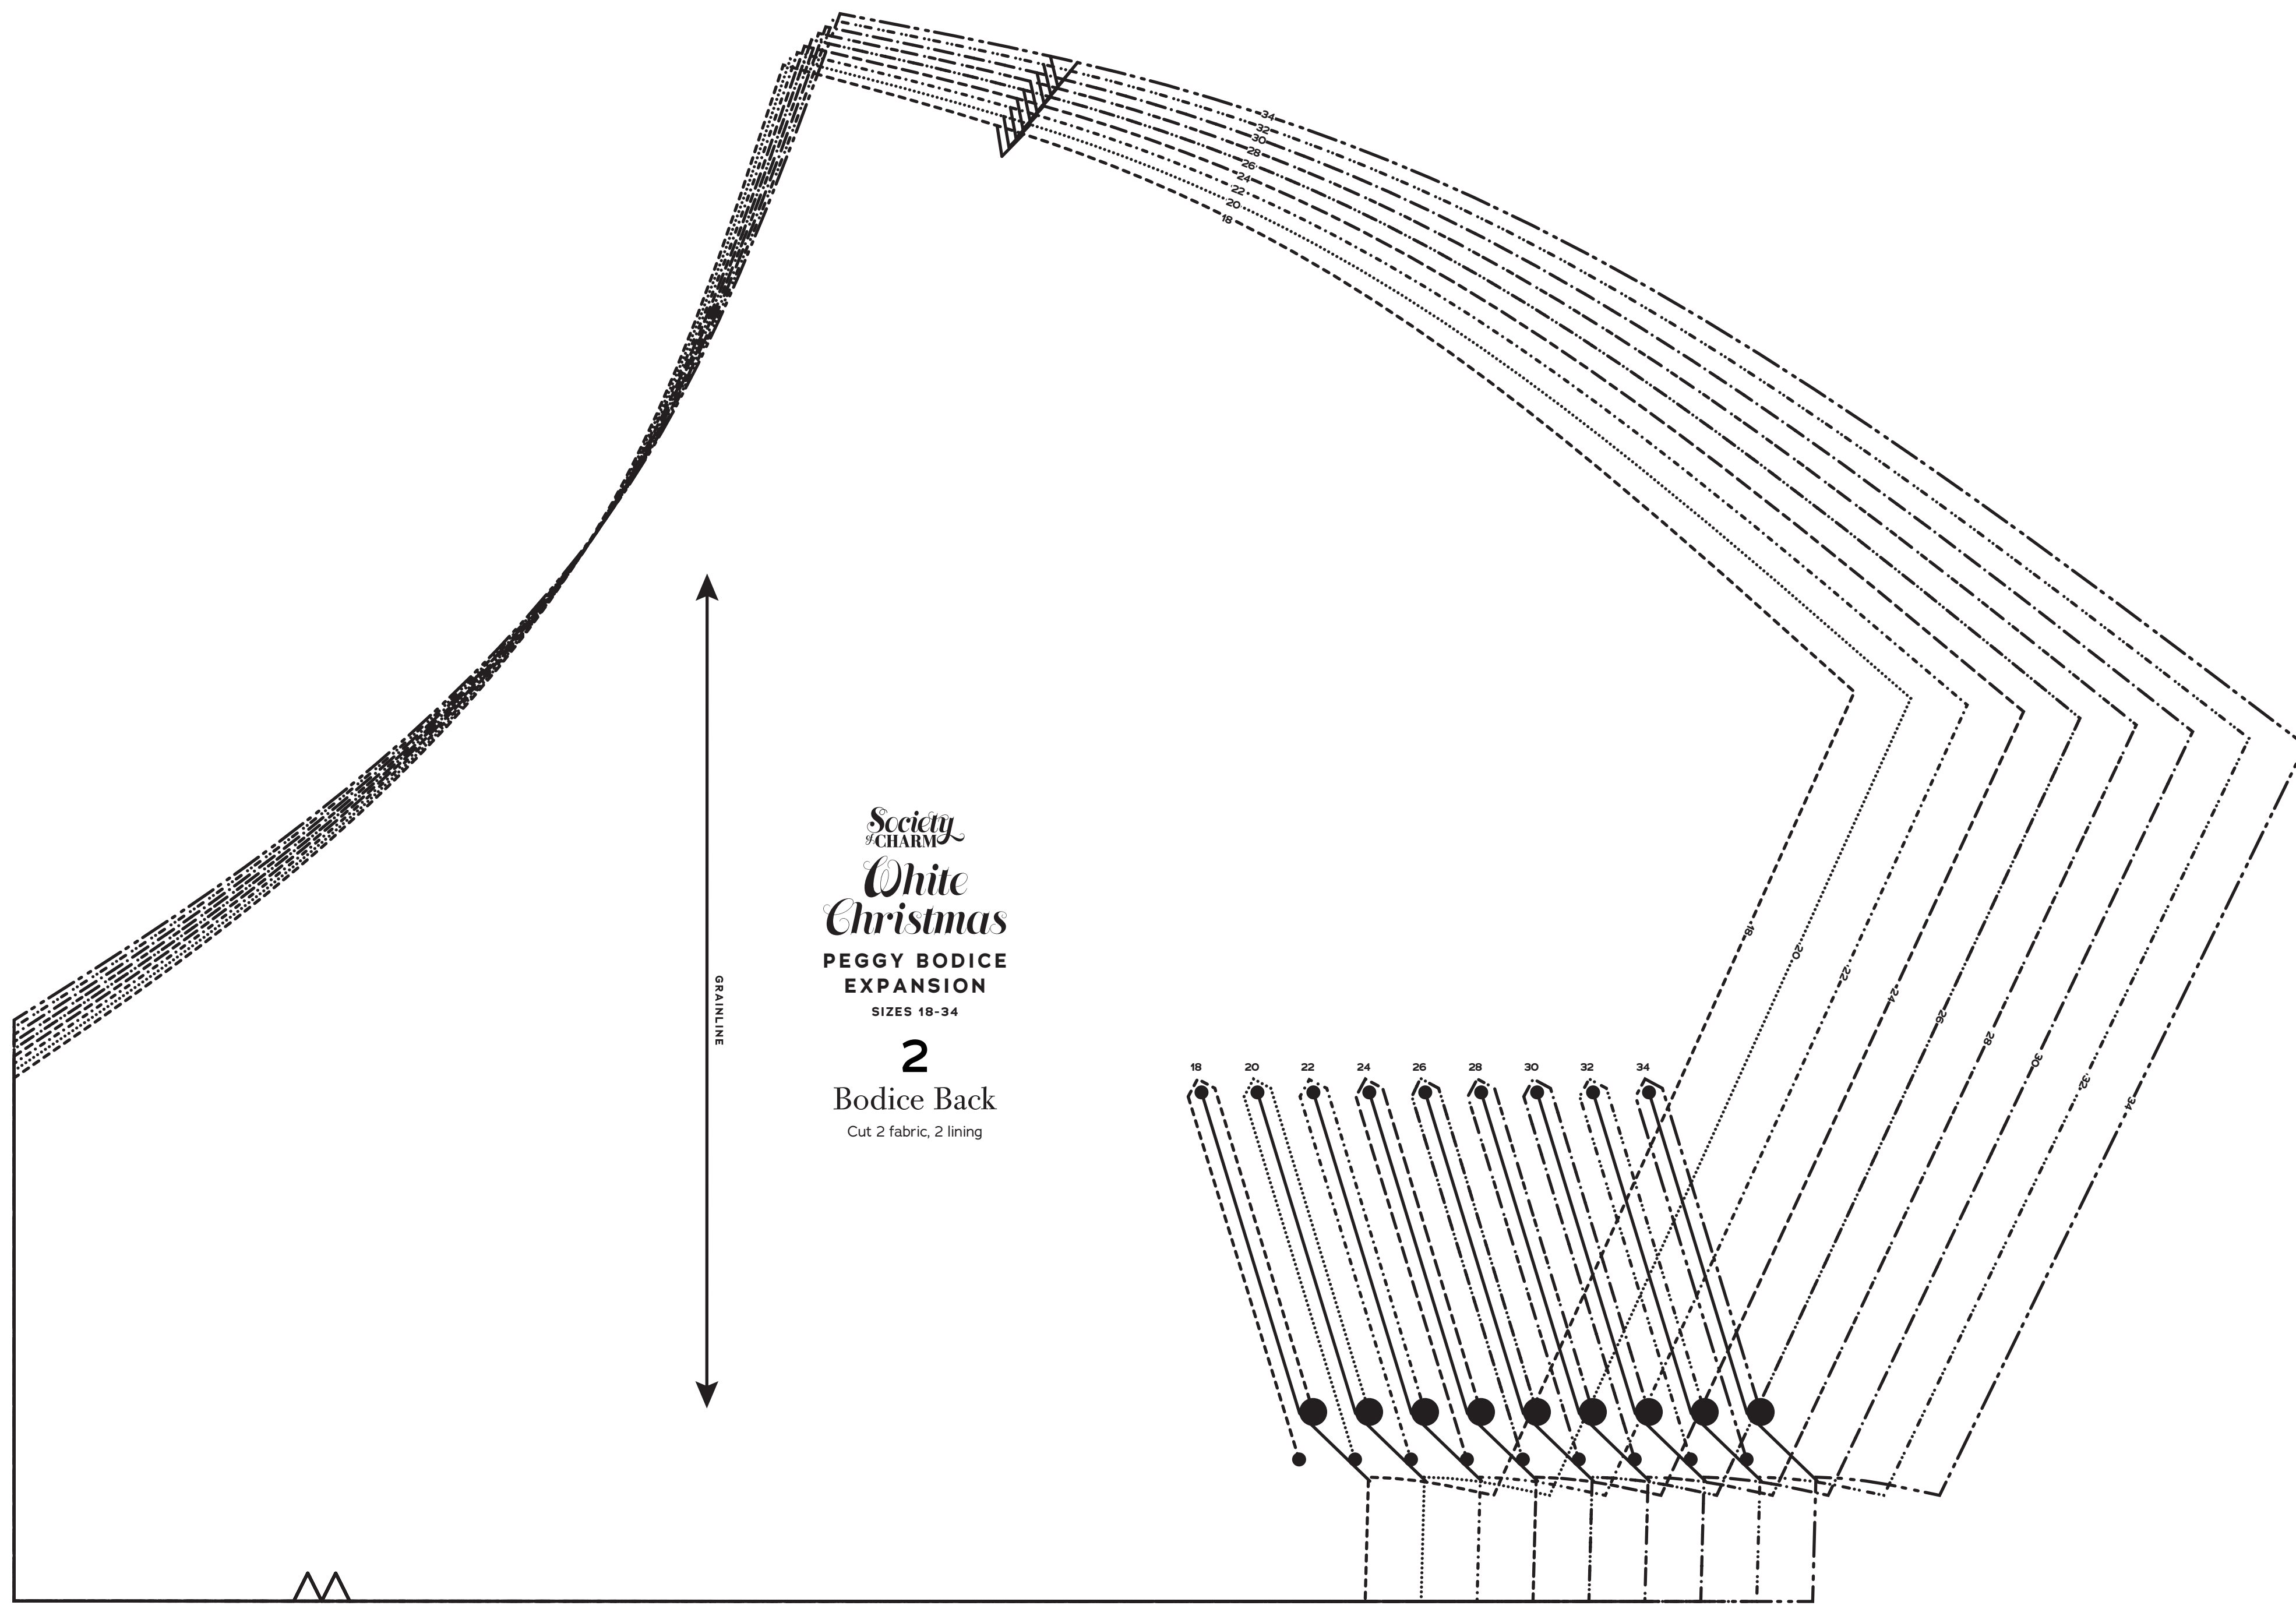 34
32
30
28
26
24
22
20
18
Society
of CHARM
White
Christmas
PEGGY BODICE
EXPANSION
SIZES 18-34
2
Bodice Back
Cut 2 fabric, 2 lining
GRAINLINE
18
20
22
24
26
28
30
32
34
18 20 22 24 26 28 30 32 34